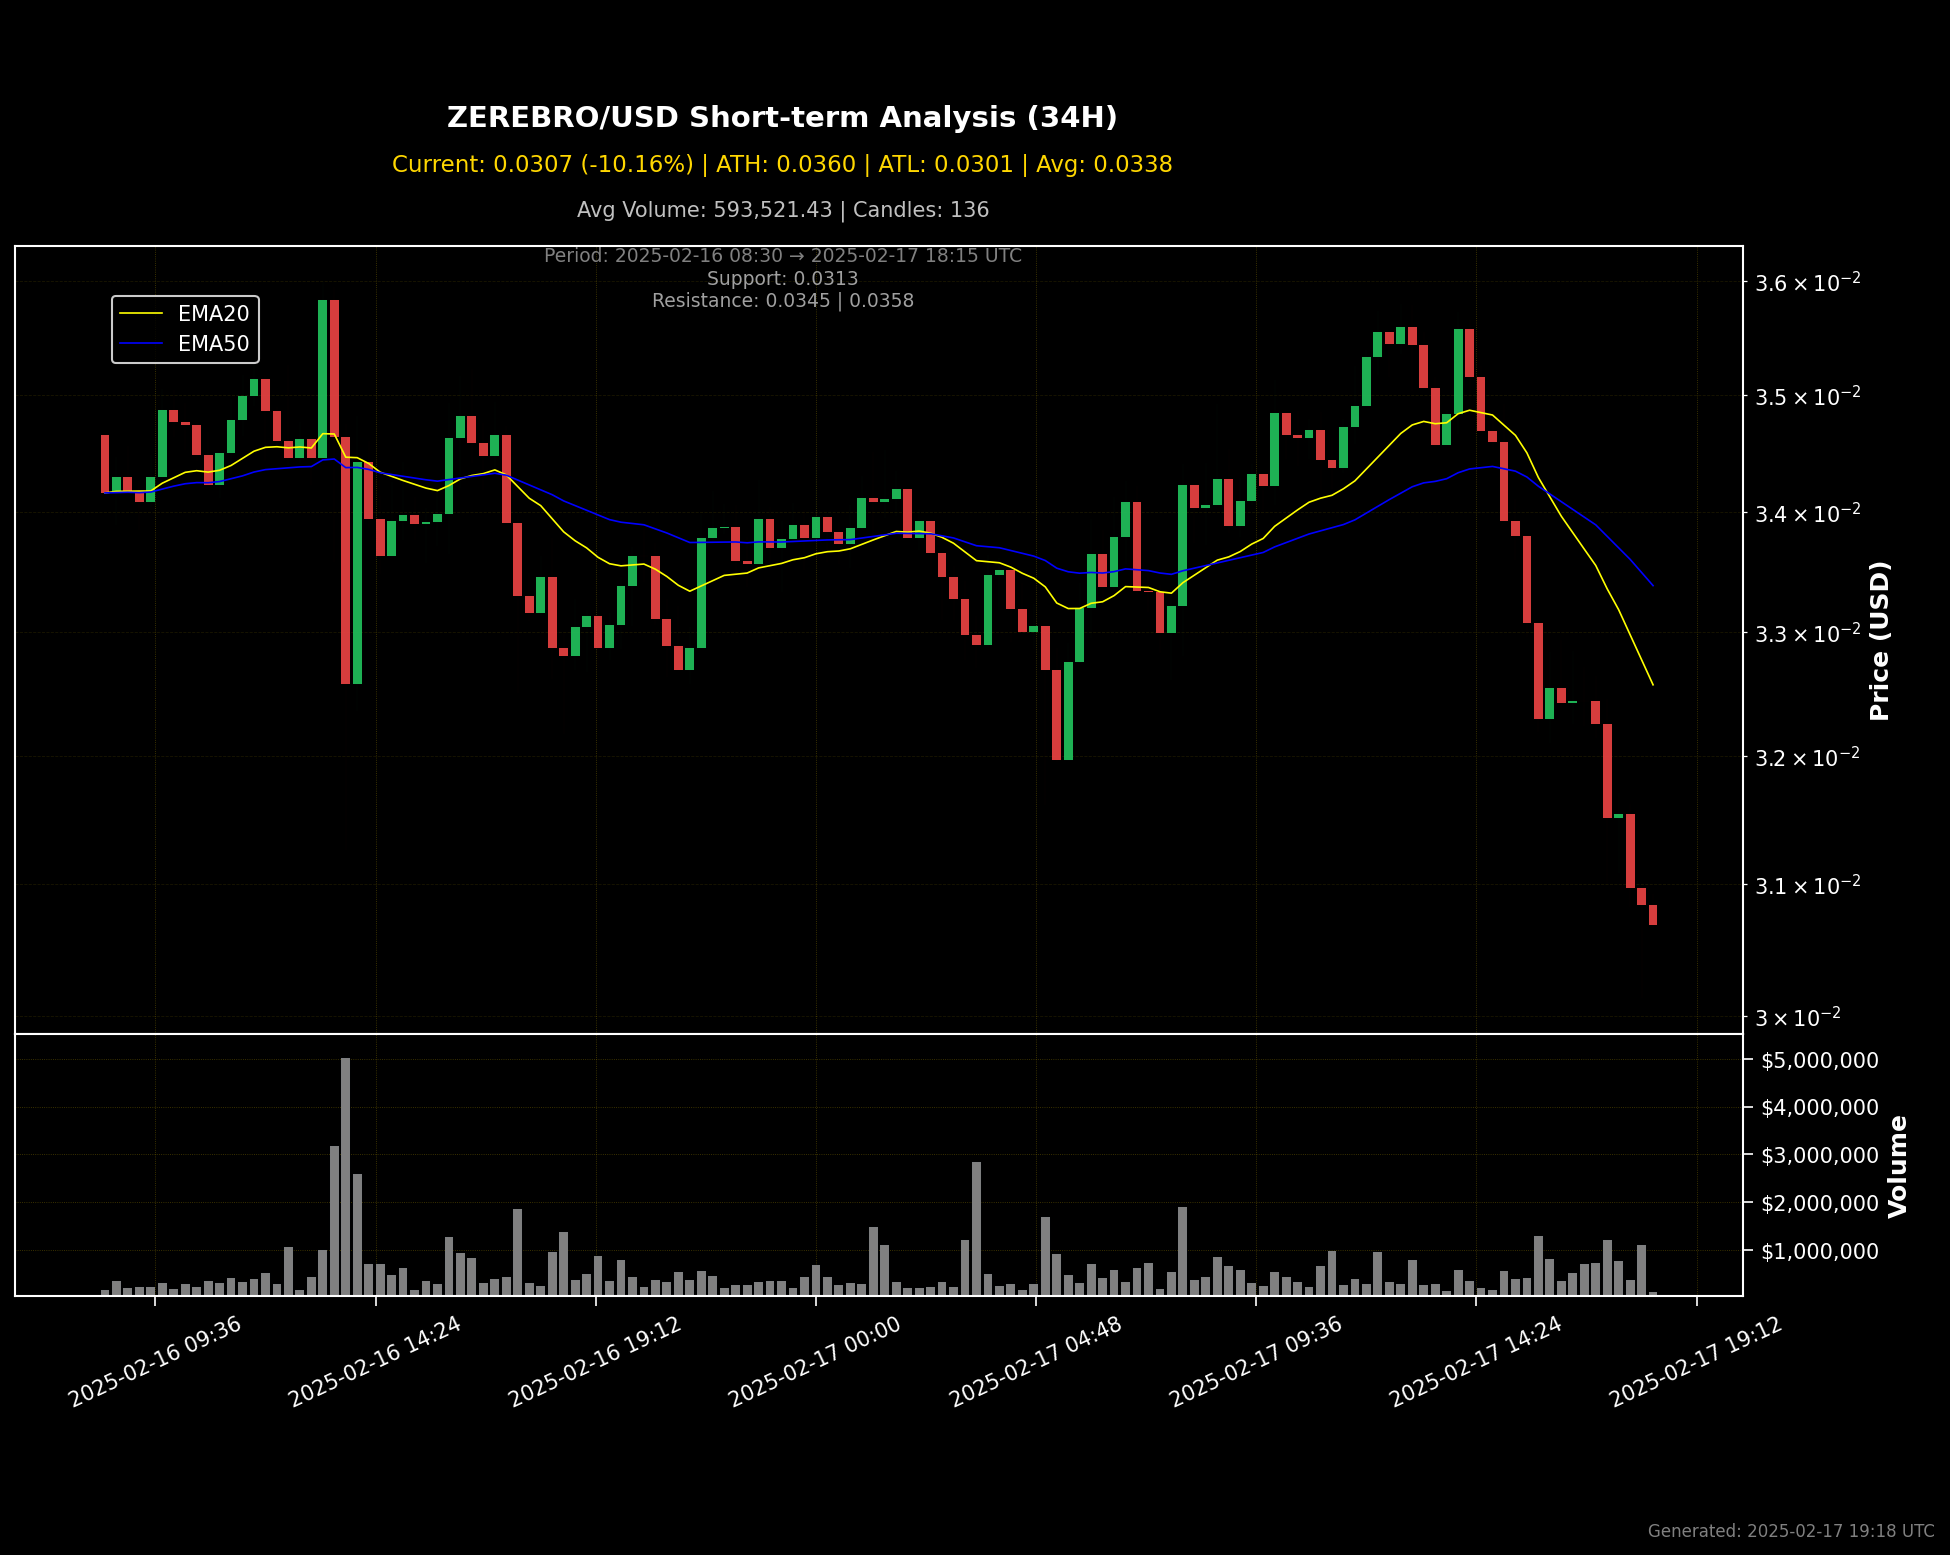 ZEREBRO/USD Short-term Analysis (34H)
Current: 0.0307 (-10.16%) | ATH: 0.0360 | ATL: 0.0301 | Avg: 0.0338
Avg Volume: 593,521.43 | Candles: 136
Period: 2025-02-16 08:30 → 2025-02-17 18:15 UTC
Support: 0.0313
Resistance: 0.0345 | 0.0358
EMA20
EMA50
3.6 × 10⁻²
3.5 × 10⁻²
3.4 × 10⁻²
3.3 × 10⁻²
3.2 × 10⁻²
3.1 × 10⁻²
3 × 10⁻²
Price (USD)
$5,000,000
$4,000,000
$3,000,000
$2,000,000
$1,000,000
Volume
2025-02-16 09:36
2025-02-16 14:24
2025-02-16 19:12
2025-02-17 00:00
2025-02-17 04:48
2025-02-17 09:36
2025-02-17 14:24
2025-02-17 19:12
Generated: 2025-02-17 19:18 UTC